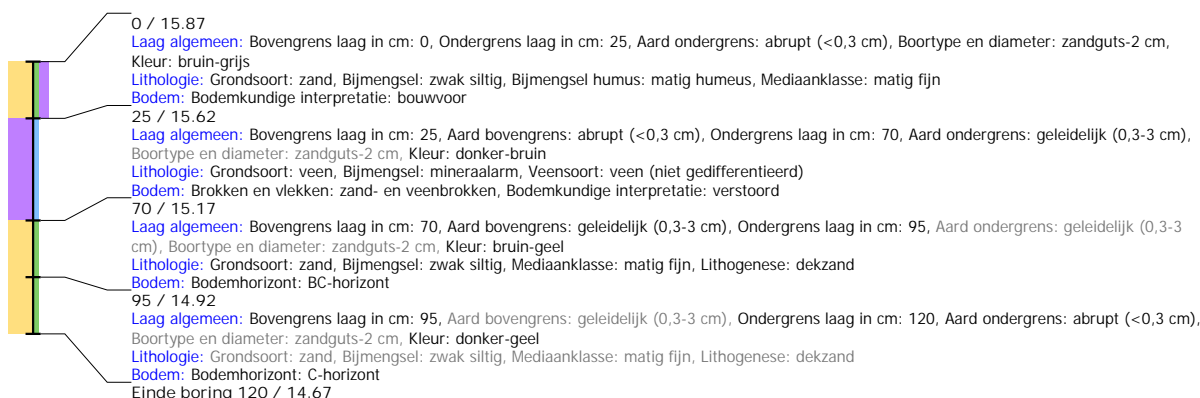 0 / 15.87
Laag algemeen: Bovengrens laag in cm: 0, Ondergrens laag in cm: 25, Aard ondergrens: abrupt (<0,3 cm), Boortype en diameter: zandguts-2 cm,
Kleur: bruin-grijs
Lithologie: Grondsoort: zand, Bijmengsel: zwak siltig, Bijmengsel humus: matig humeus, Mediaanklasse: matig fijn
Bodem: Bodemkundige interpretatie: bouwvoor
25 / 15.62
Laag algemeen: Bovengrens laag in cm: 25, Aard bovengrens: abrupt (<0,3 cm), Ondergrens laag in cm: 70, Aard ondergrens: geleidelijk (0,3-3 cm),
Boortype en diameter: zandguts-2 cm, Kleur: donker-bruin
Lithologie: Grondsoort: veen, Bijmengsel: mineraalarm, Veensoort: veen (niet gedifferentieerd)
Bodem: Brokken en vlekken: zand- en veenbrokken, Bodemkundige interpretatie: verstoord
70 / 15.17
Laag algemeen: Bovengrens laag in cm: 70, Aard bovengrens: geleidelijk (0,3-3 cm), Ondergrens laag in cm: 95, Aard ondergrens: geleidelijk (0,3-3
cm), Boortype en diameter: zandguts-2 cm, Kleur: bruin-geel
Lithologie: Grondsoort: zand, Bijmengsel: zwak siltig, Mediaanklasse: matig fijn, Lithogenese: dekzand
Bodem: Bodemhorizont: BC-horizont
95 / 14.92
Laag algemeen: Bovengrens laag in cm: 95, Aard bovengrens: geleidelijk (0,3-3 cm), Ondergrens laag in cm: 120, Aard ondergrens: abrupt (<0,3 cm),
Boortype en diameter: zandguts-2 cm, Kleur: donker-geel
Lithologie: Grondsoort: zand, Bijmengsel: zwak siltig, Mediaanklasse: matig fijn, Lithogenese: dekzand
Bodem: Bodemhorizont: C-horizont
Einde boring 120 / 14.67